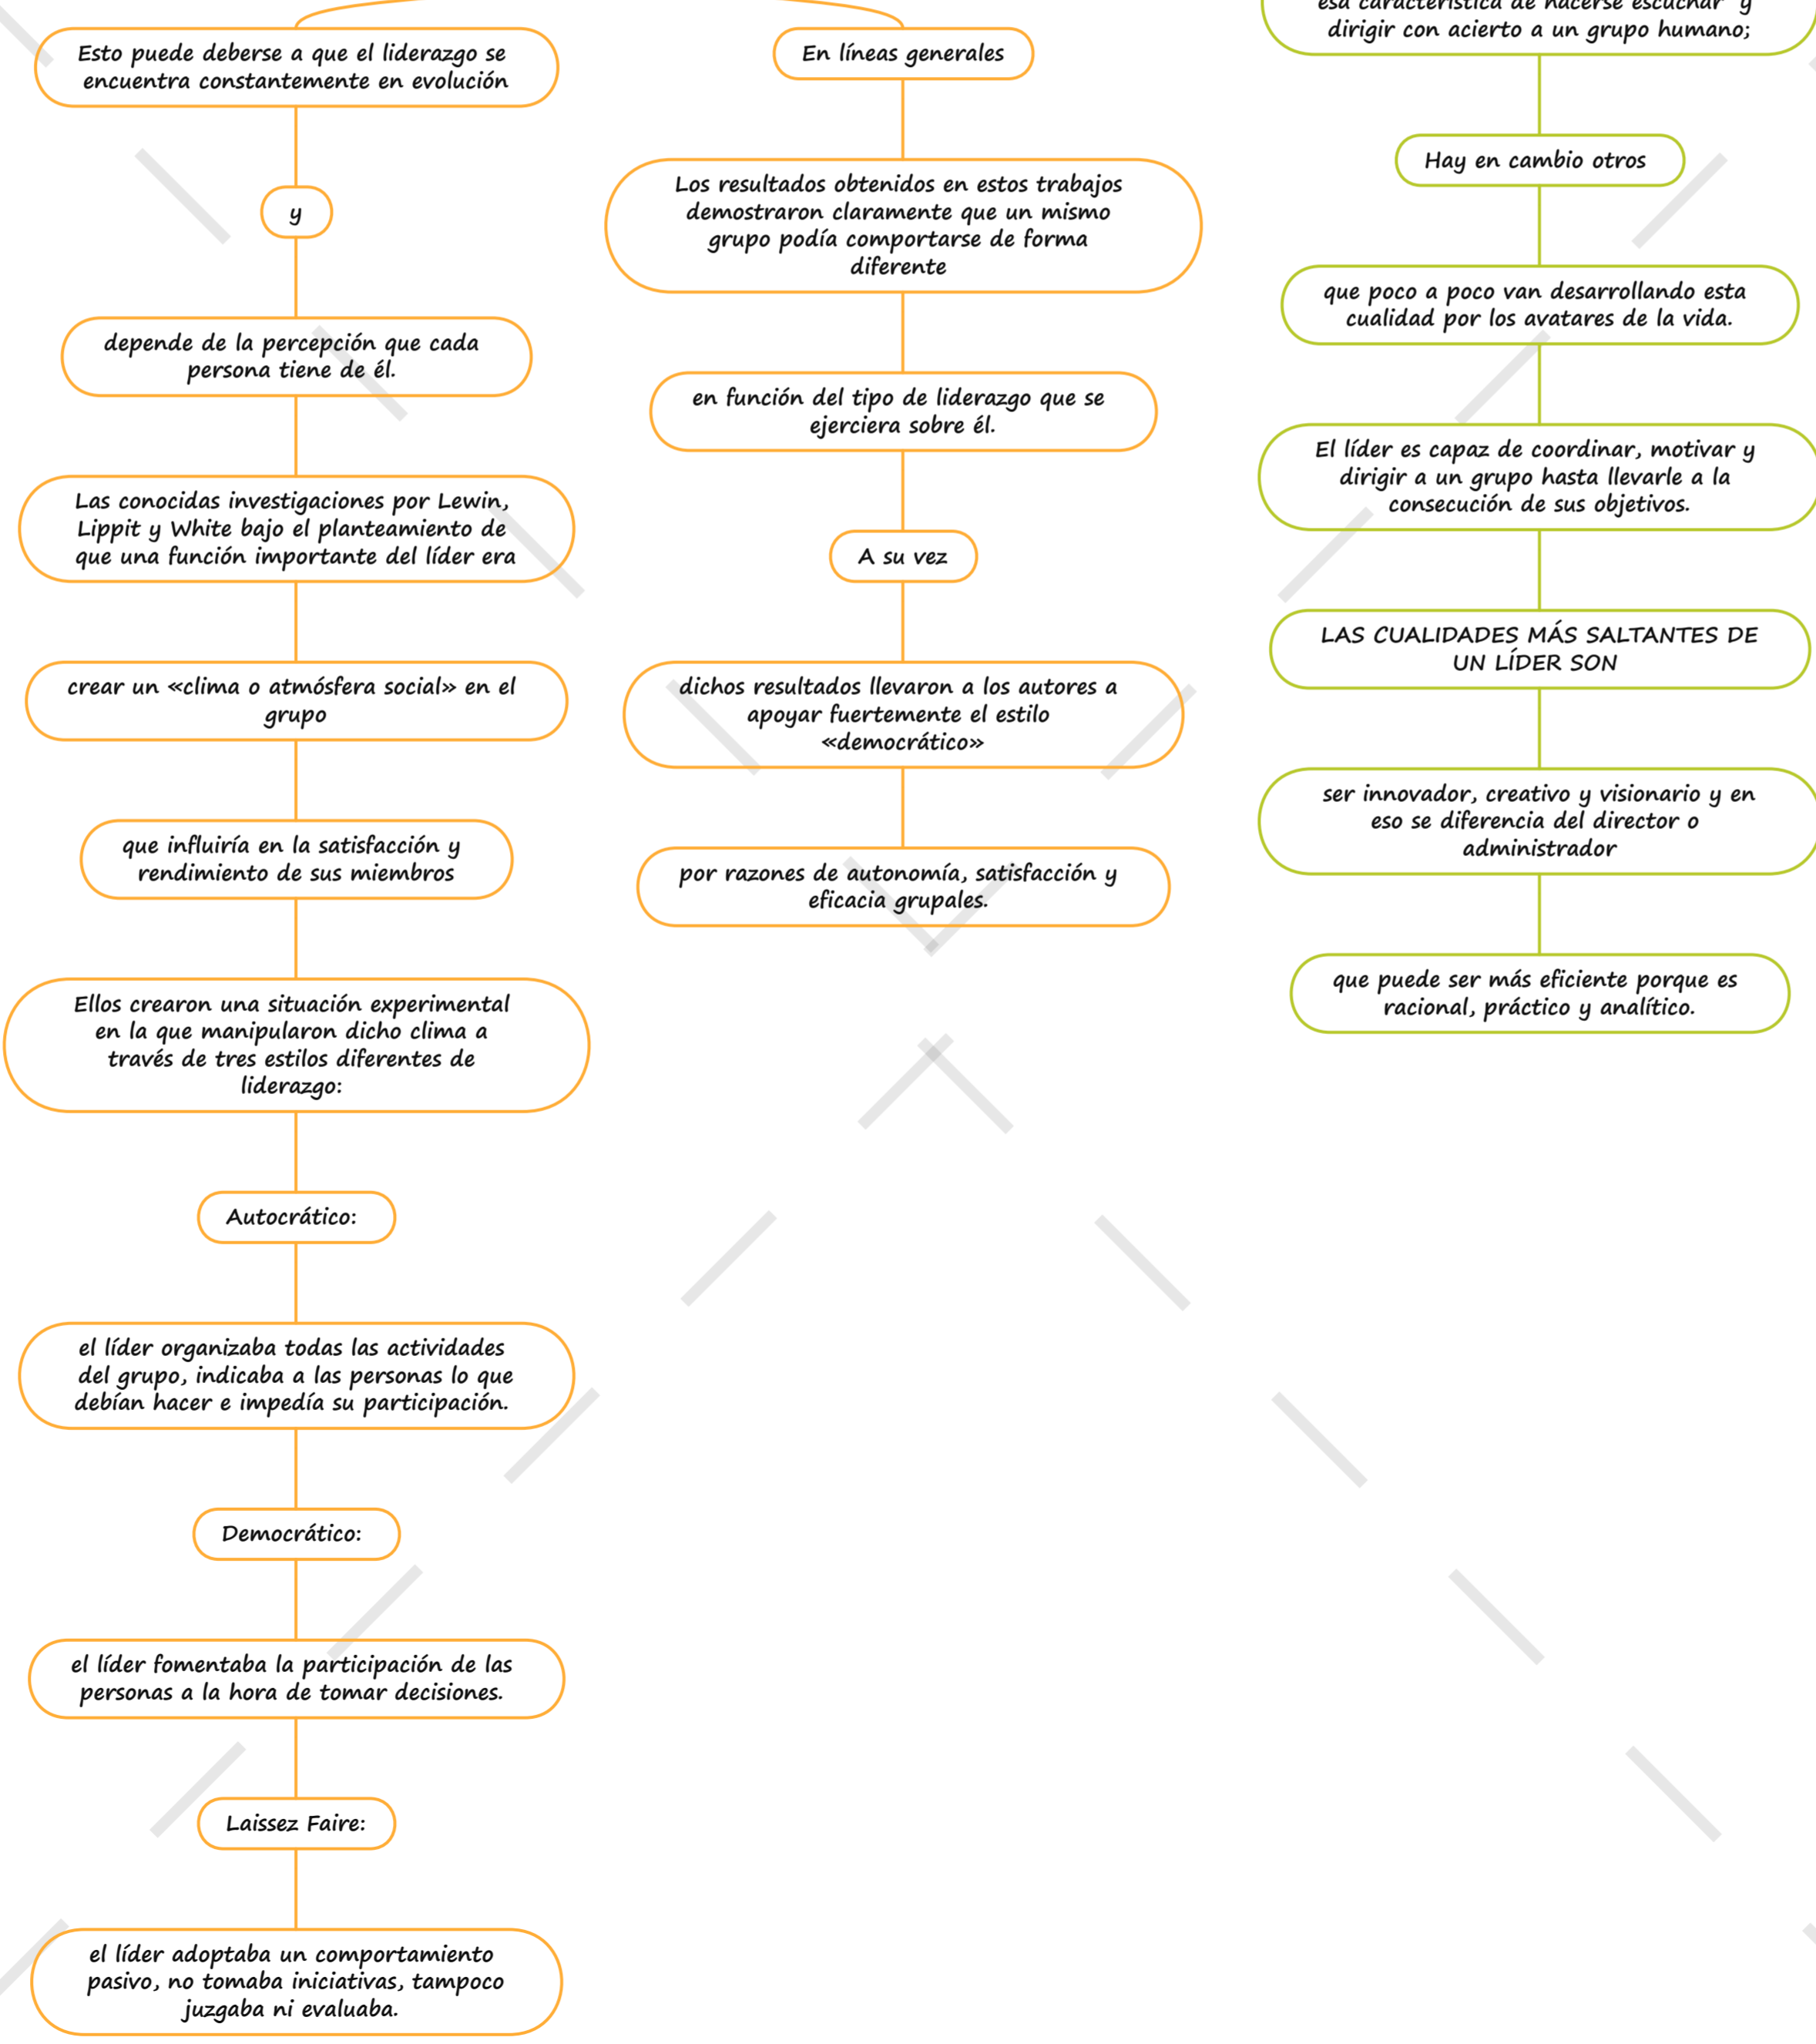 Esto puede deberse a que el liderazgo se
encuentra constantemente en evolución
y
depende de la percepción que cada
persona tiene de él.
Las conocidas investigaciones por Lewin,
Lippit y White bajo el planteamiento de
que una función importante del líder era
crear un «clima o atmósfera social» en el
grupo
que influiría en la satisfacción y
rendimiento de sus miembros
Ellos crearon una situación experimental
en la que manipularon dicho clima a
través de tres estilos diferentes de
liderazgo:
Autocrático:
el líder organizaba todas las actividades
del grupo, indicaba a las personas lo que
debían hacer e impedía su participación.
Democrático:
el líder fomentaba la participación de las
personas a la hora de tomar decisiones.
Laissez Faire:
el líder adoptaba un comportamiento
pasivo, no tomaba iniciativas, tampoco
juzgaba ni evaluaba.
En líneas generales
Los resultados obtenidos en estos trabajos
demostraron claramente que un mismo
grupo podía comportarse de forma
diferente
en función del tipo de liderazgo que se
ejerciera sobre él.
A su vez
dichos resultados llevaron a los autores a
apoyar fuertemente el estilo
«democrático»
por razones de autonomía, satisfacción y
eficacia grupales.
esa característica de hacerse escuchar y
dirigir con acierto a un grupo humano;
Hay en cambio otros
que poco a poco van desarrollando esta
cualidad por los avatares de la vida.
El líder es capaz de coordinar, motivar y
dirigir a un grupo hasta llevarle a la
consecución de sus objetivos.
LAS CUALIDADES MÁS SALTANTES DE
UN LÍDER SON
ser innovador, creativo y visionario y en
eso se diferencia del director o
administrador
que puede ser más eficiente porque es
racional, práctico y analítico.